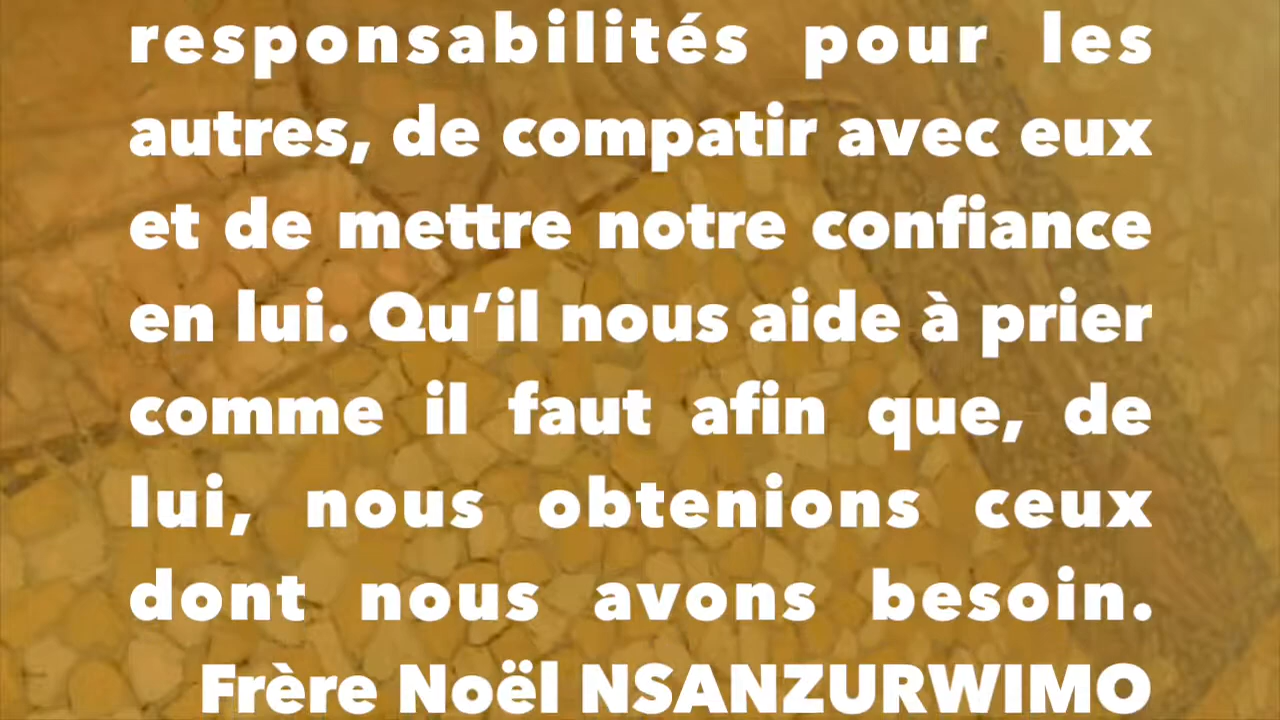 responsabilités pour les
autres, de compatir avec eux
et de mettre notre confiance
en lui. Qu’il nous aide à prier
comme il faut afin que, de
lui, nous obtenions ceux
dont nous avons besoin.
Frère Noël NSANZURWIMO